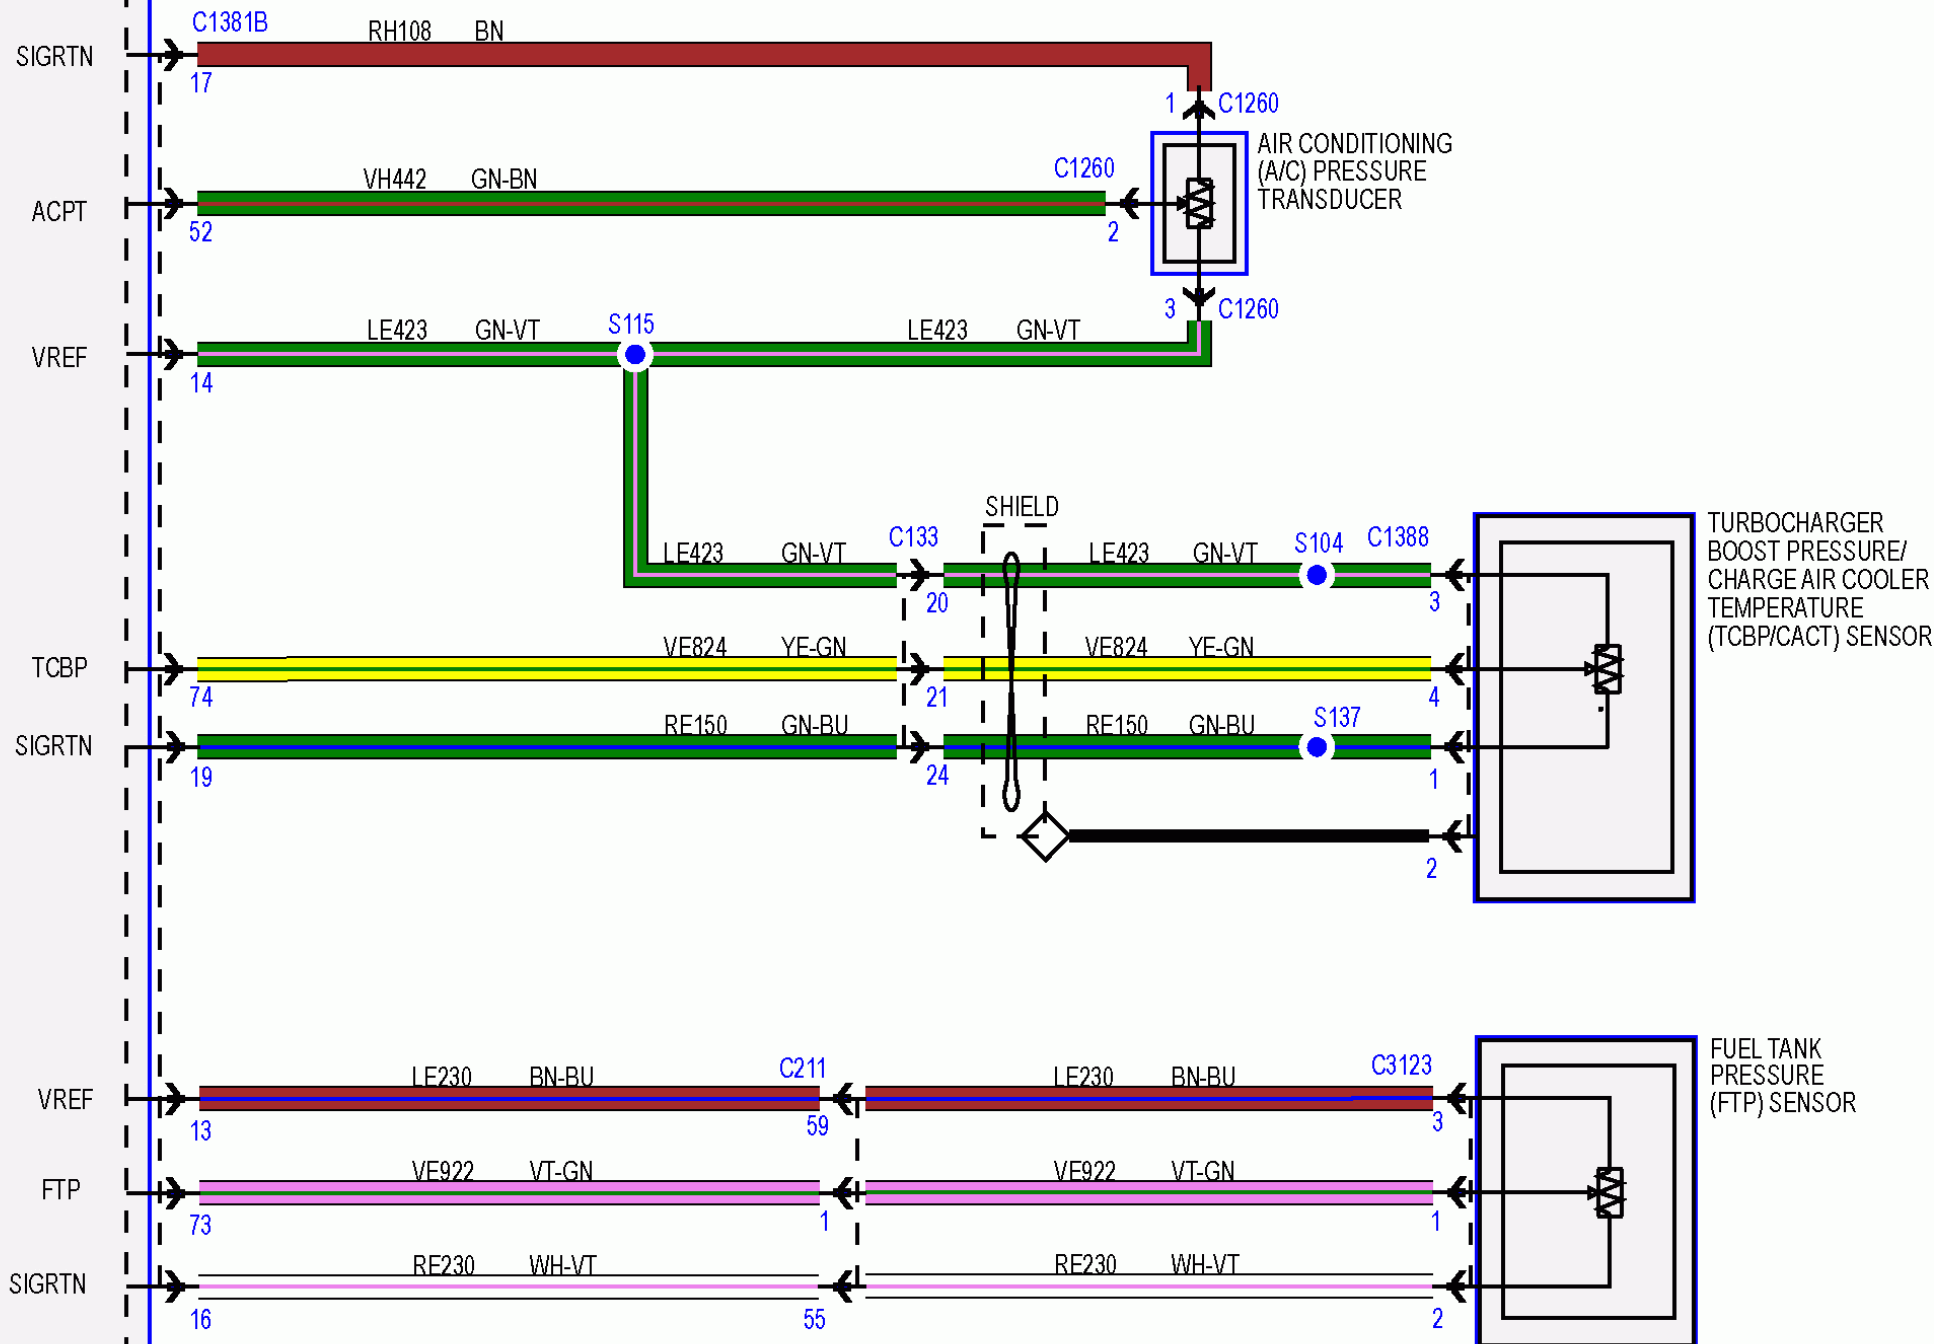 C1381B
RH108 BN
SIGRTN
17
1 C1260
AIR CONDITIONING
(A/C) PRESSURE
TRANSDUCER
C1260
VH442 GN-BN
ACPT
52
2
3 C1260
LE423 GN-VT S115 LE423 GN-VT
VREF
14
SHIELD
LE423 GN-VT C133 LE423 GN-VT S104 C1388
20
3
TURBOCHARGER
BOOST PRESSURE/
CHARGE AIR COOLER
TEMPERATURE
(TCBP/CACT) SENSOR
VE824 YE-GN VE824 YE-GN
TCBP
74
21
4
RE150 GN-BU RE150 GN-BU S137
SIGRTN
19
24
1
2
FUEL TANK
PRESSURE
(FTP) SENSOR
LE230 BN-BU C211 LE230 BN-BU C3123
VREF
13
59
3
VE922 VT-GN VE922 VT-GN
FTP
73
1
1
RE230 WH-VT RE230 WH-VT
SIGRTN
16
55
2